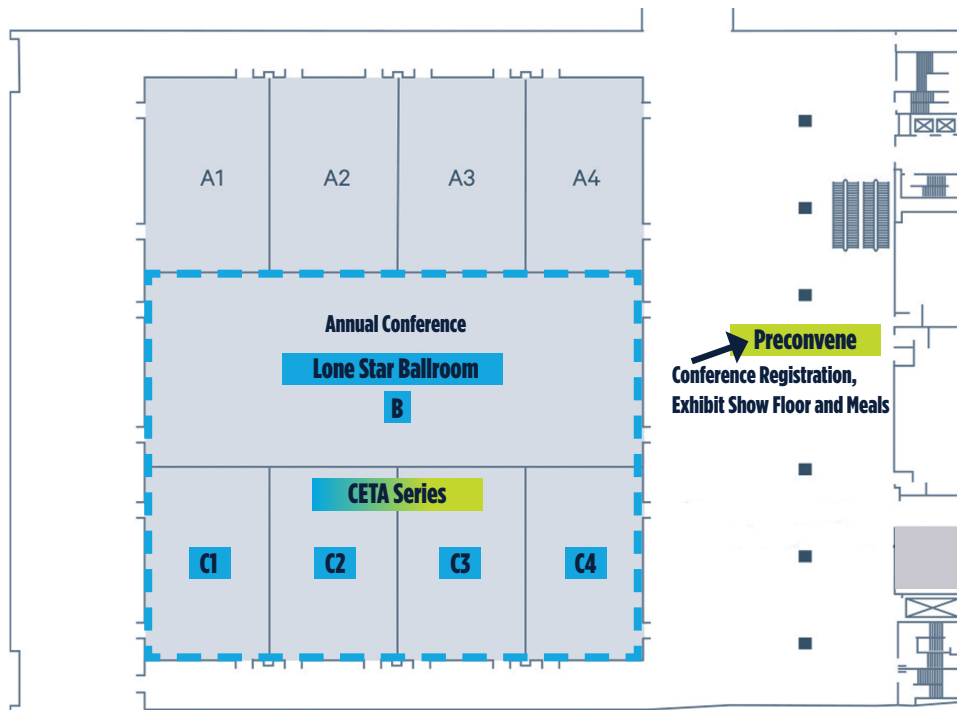 A1
A2
A3
A4
Annual Conference
Lone Star Ballroom
B
Preconvene
Conference Registration,
Exhibit Show Floor and Meals
CETA Series
C1
C2
C3
C4